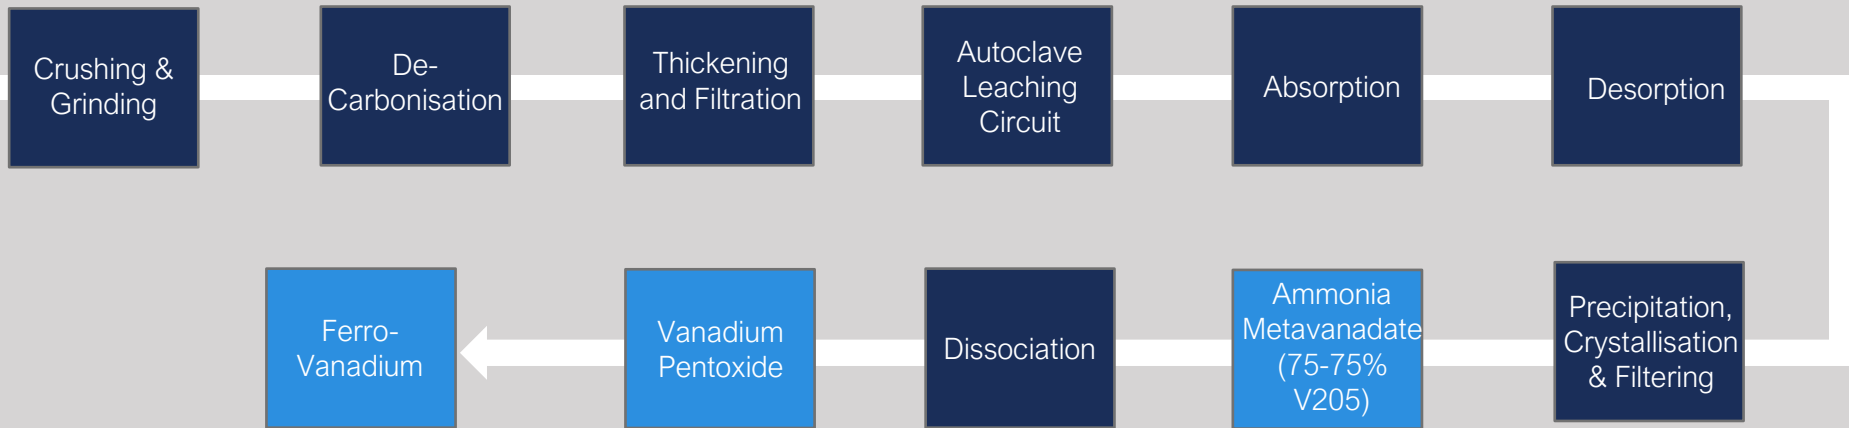 Crushing &
Grinding
De-
Carbonisation
Thickening
and Filtration
Autoclave
Leaching
Circuit
Absorption
Desorption
Precipitation,
Crystallisation
& Filtering
Ammonia
Metavanadate
(75-75%
V205)
Dissociation
Vanadium
Pentoxide
Ferro-
Vanadium